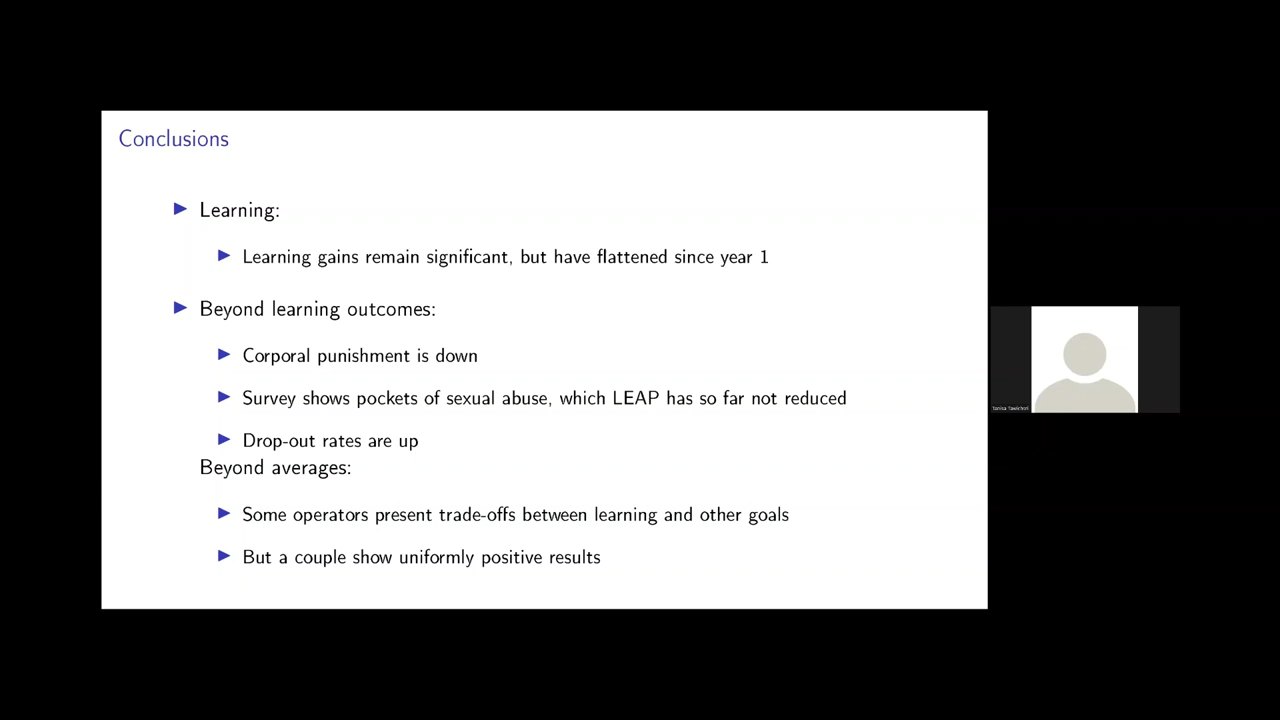 Conclusions
Learning:
Learning gains remain significant, but have flattened since year 1
Beyond learning outcomes:
Corporal punishment is down
Survey shows pockets of sexual abuse, which LEAP has so far not reduced
Drop-out rates are up
Beyond averages:
Some operators present trade-offs between learning and other goals
But a couple show uniformly positive results